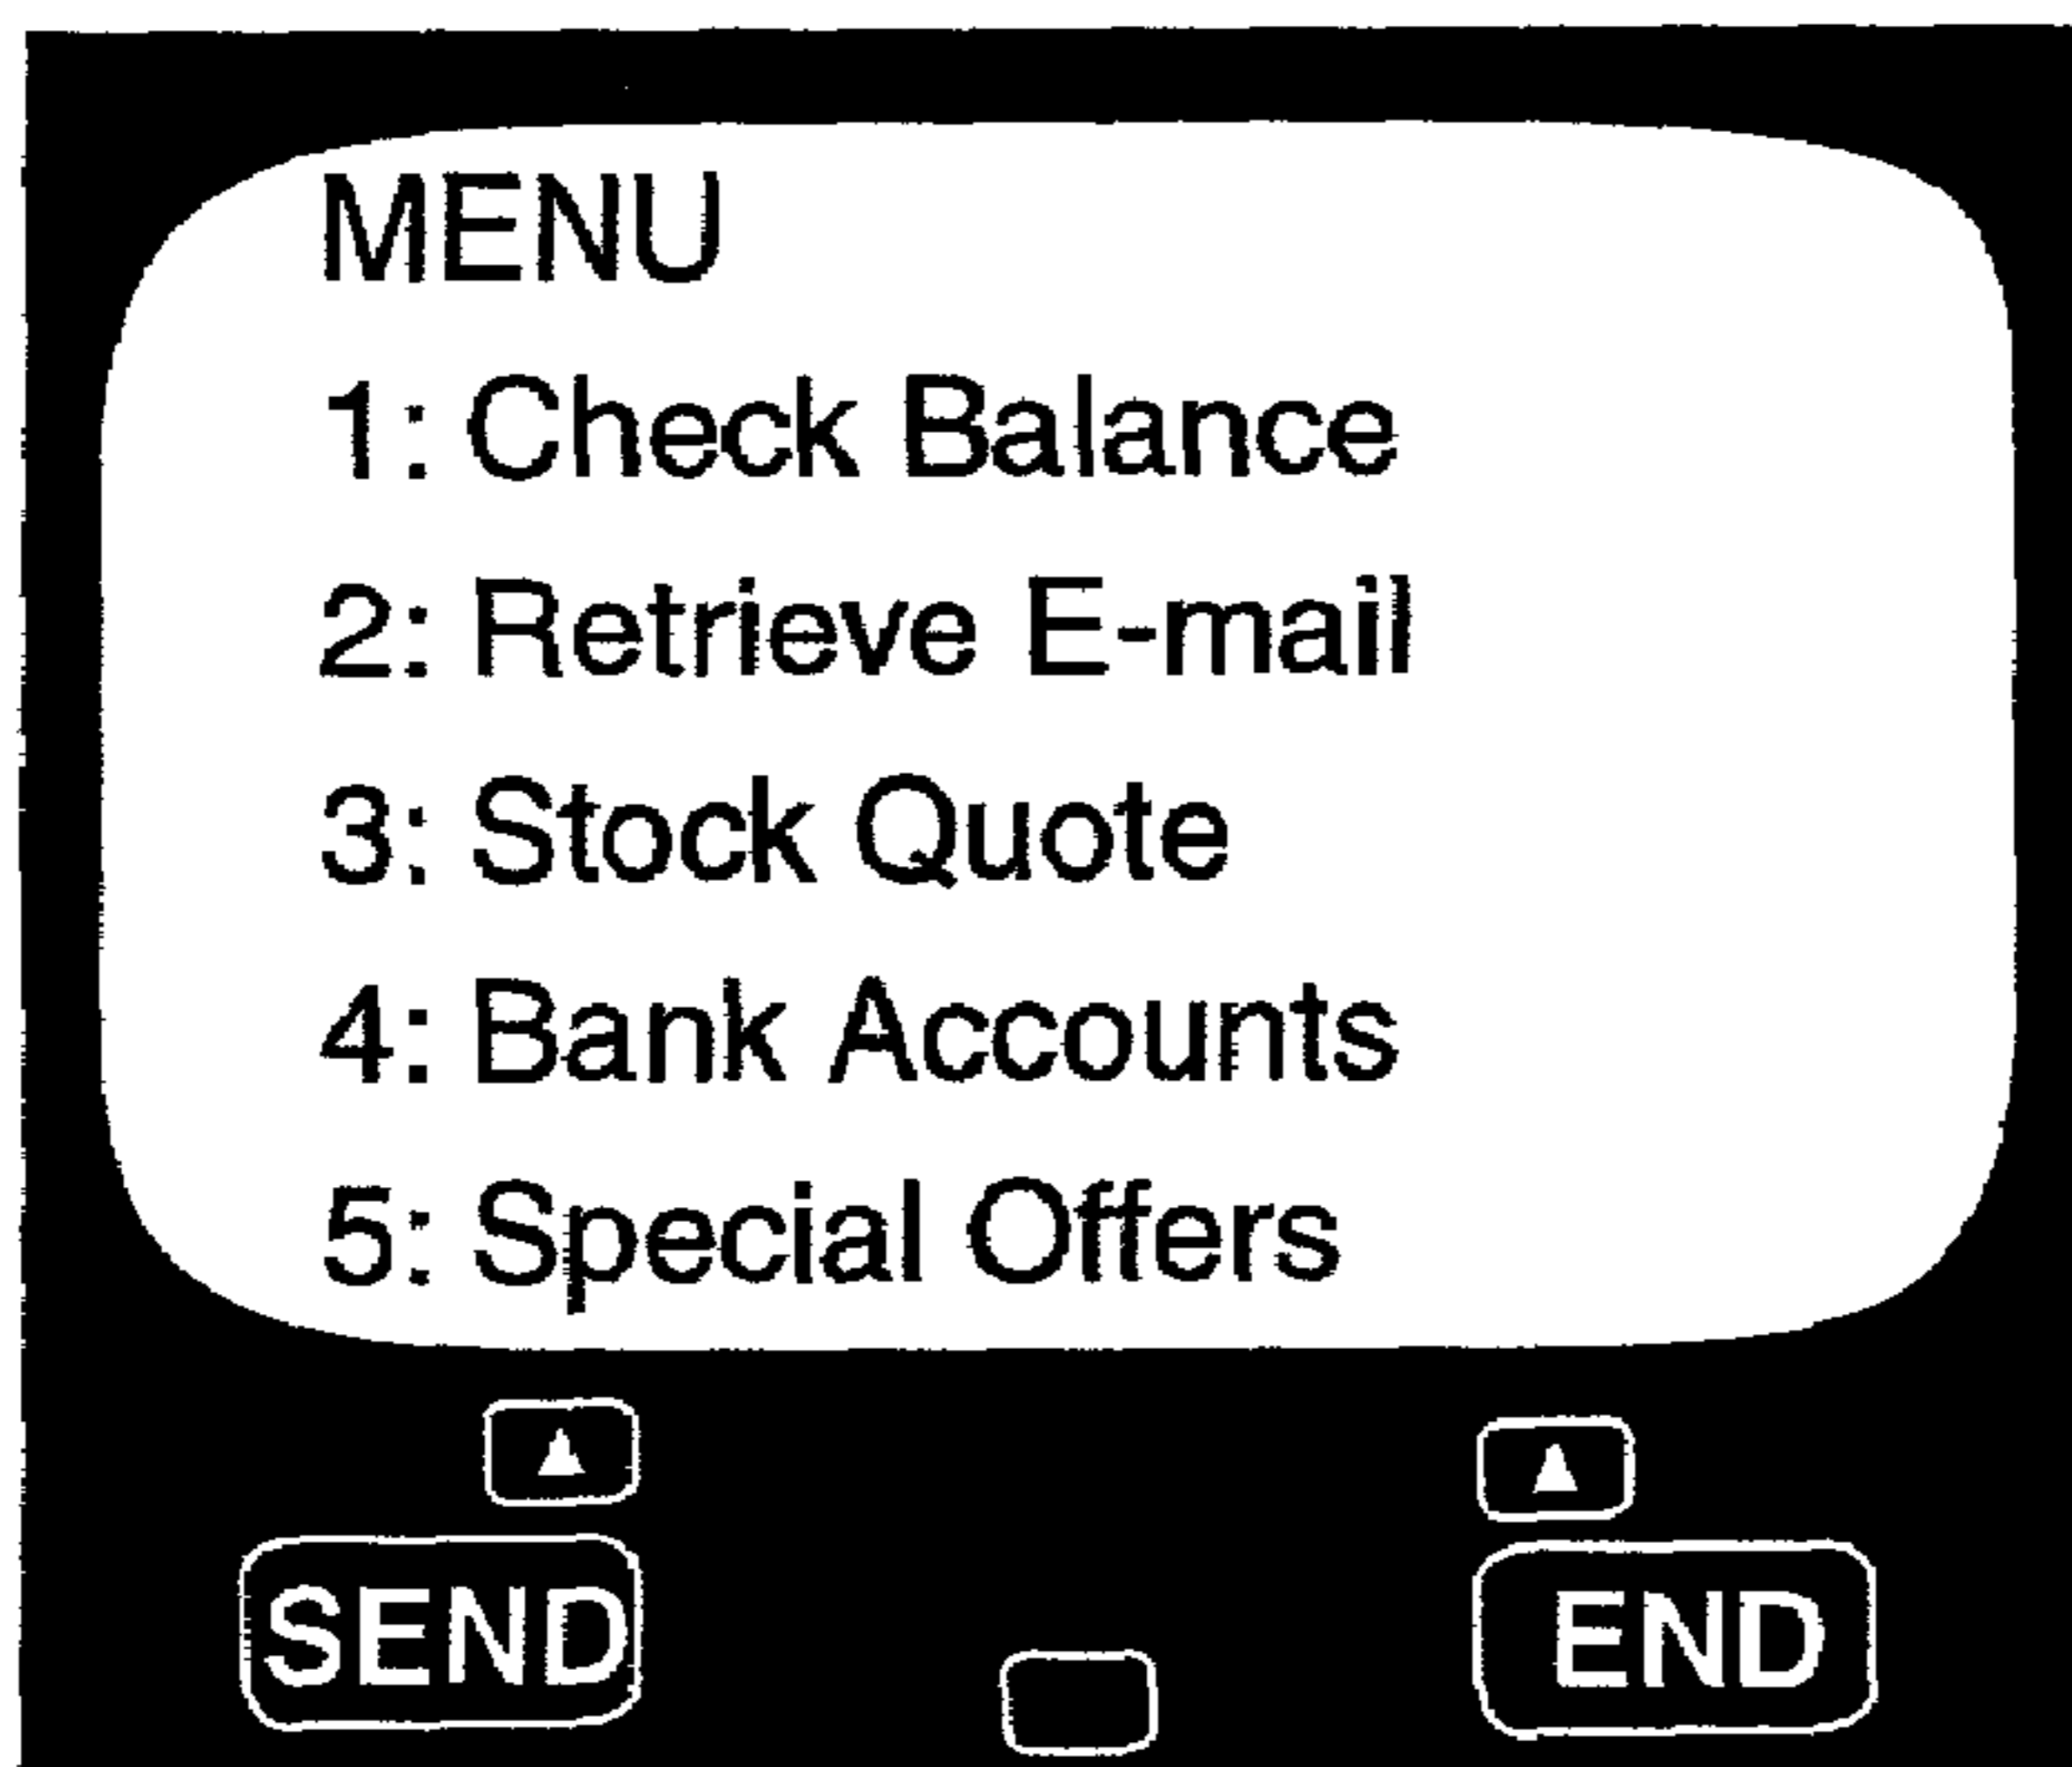 MENU
1: Check Balance
2: Retrieve E-mail
3: Stock Quote
4: Bank Accounts
5: Special Offers
SEND
END